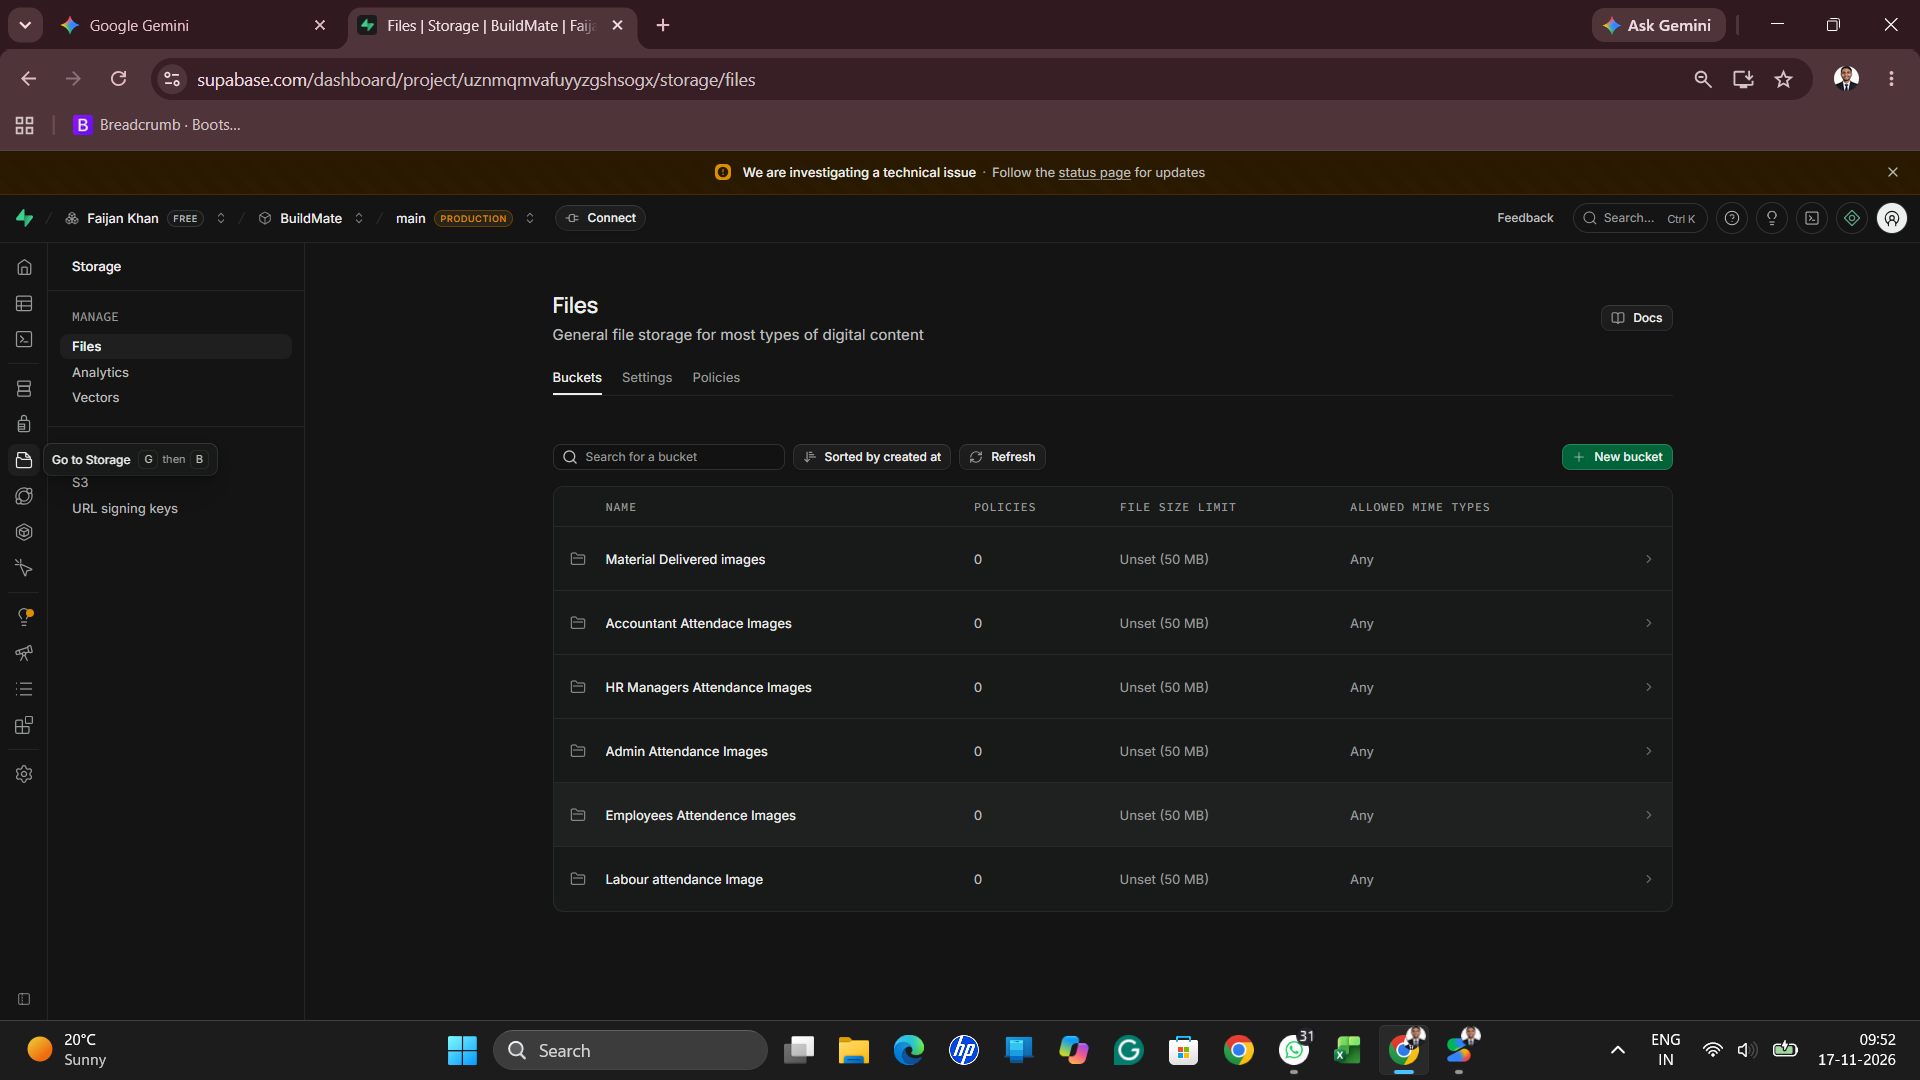 Google Gemini
Files | Storage | BuildMate | Faij
Ask Gemini
supabase.com/dashboard/project/uznmqmvafuyyzgshsogx/storage/files
B Breadcrumb · Boots...
We are investigating a technical issue · Follow the status page for updates
Faijan Khan FREE / BuildMate / main PRODUCTION Connect
Feedback Search... Ctrl K
Storage
MANAGE
Files
Analytics
Vectors
Go to Storage G then B
S3
URL signing keys
Files
General file storage for most types of digital content
Docs
Buckets Settings Policies
Search for a bucket Sorted by created at Refresh New bucket
NAME POLICIES FILE SIZE LIMIT ALLOWED MIME TYPES
Material Delivered images 0 Unset (50 MB) Any
Accountant Attendace Images 0 Unset (50 MB) Any
HR Managers Attendance Images 0 Unset (50 MB) Any
Admin Attendance Images 0 Unset (50 MB) Any
Employees Attendence Images 0 Unset (50 MB) Any
Labour attendance Image 0 Unset (50 MB) Any
20°C
Sunny
Search
hp
31
ENG
IN
09:52
17-11-2026